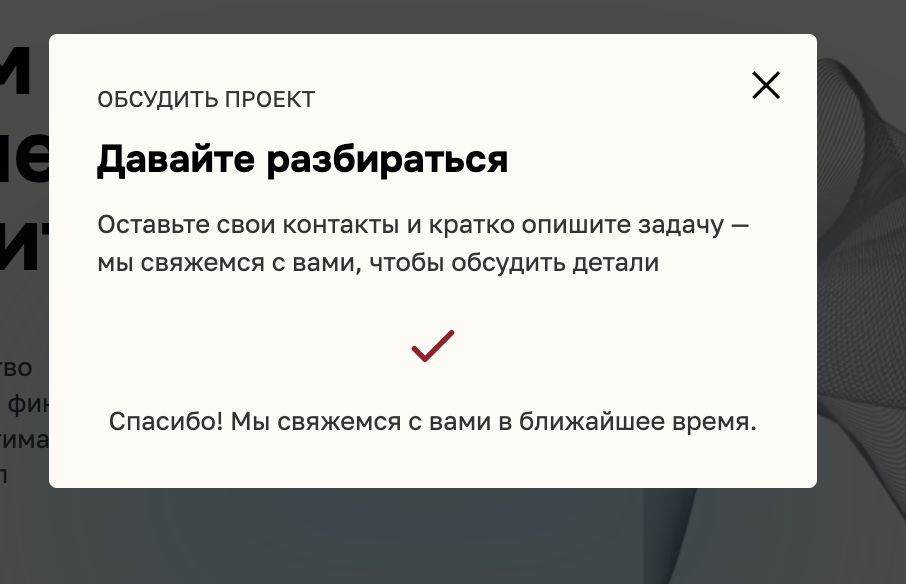 ОБСУДИТЬ ПРОЕКТ
Давайте разбираться
Оставьте свои контакты и кратко опишите задачу —
мы свяжемся с вами, чтобы обсудить детали
Спасибо! Мы свяжемся с вами в ближайшее время.